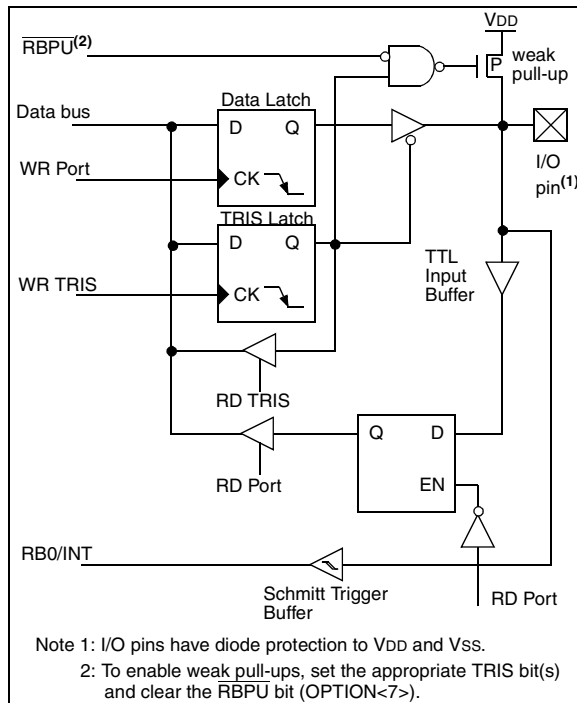 VDD
RBPU(2)
P
weak
pull-up
Data bus
Data Latch
D
Q
I/O
pin(1)
WR Port
CK
TRIS Latch
D
Q
TTL
Input
Buffer
WR TRIS
CK
RD TRIS
Q
D
EN
RD Port
RB0/INT
Schmitt Trigger
Buffer
RD Port
Note 1: I/O pins have diode protection to VDD and VSS.
2: To enable weak pull-ups, set the appropriate TRIS bit(s)
and clear the RBPU bit (OPTION<7>).